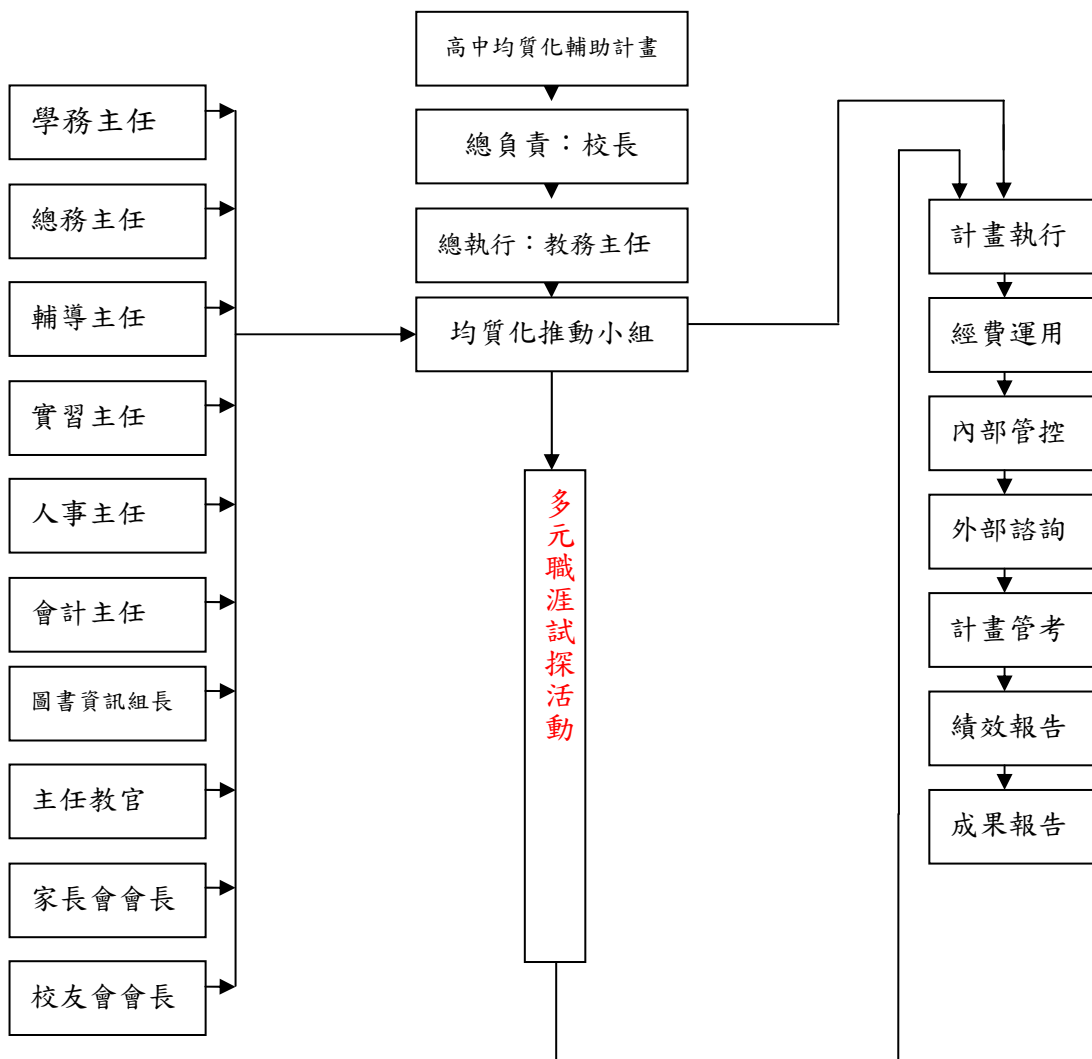 高中均質化輔助計畫
總負責：校長
總執行：教務主任
均質化推動小組
學務主任
總務主任
輔導主任
實習主任
人事主任
會計主任
圖書資訊組長
主任教官
家長會會長
校友會會長
多元職涯試探活動
計畫執行
經費運用
內部管控
外部諮詢
計畫管考
績效報告
成果報告